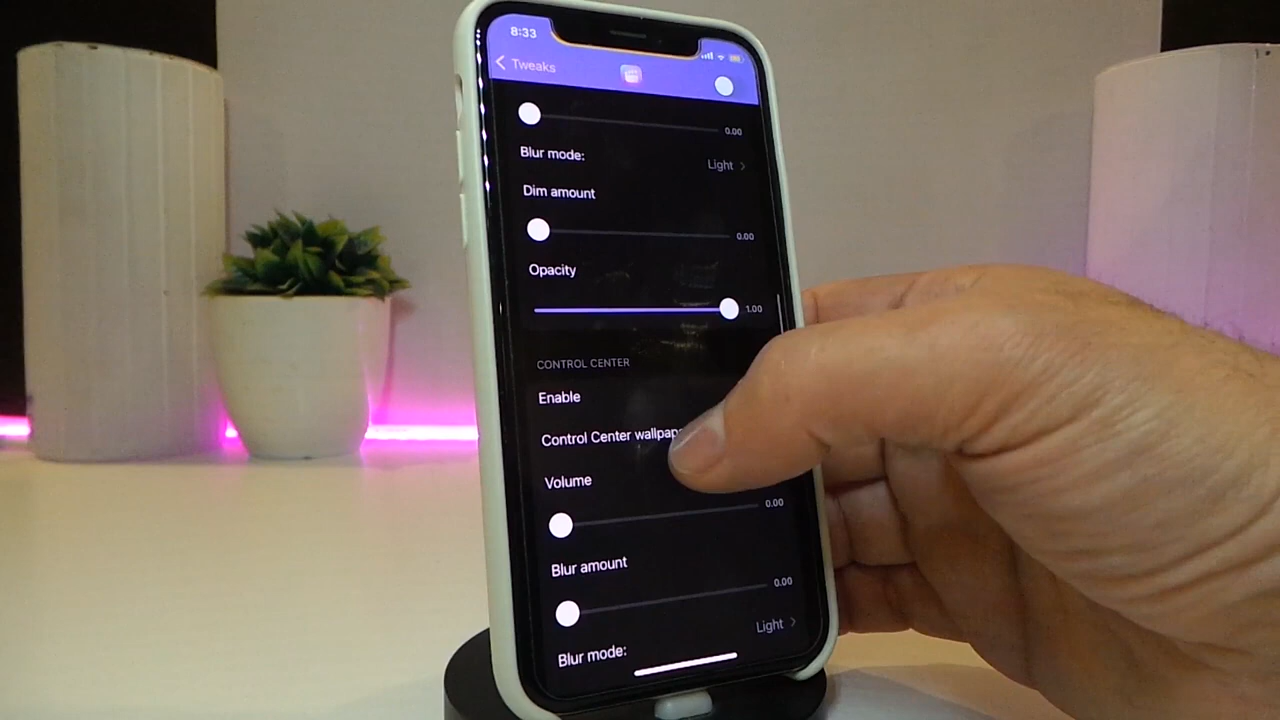 8:33
Tweaks
0.00
Blur mode:
Light
Dim amount
0.00
Opacity
1.00
CONTROL CENTER
Enable
Control Center wallpap
Volume
0.00
Blur amount
0.00
Light
Blur mode: